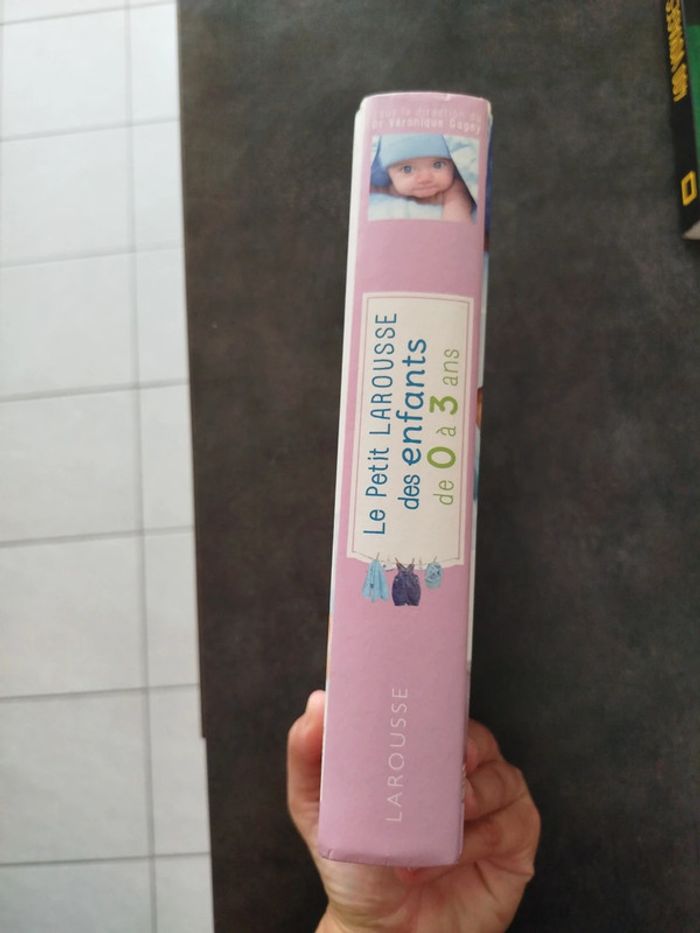 sous la direction du
Dr Véronique Gagey
Le Petit LAROUSSE
des enfants
de 0 à 3 ans
LAROUSSE